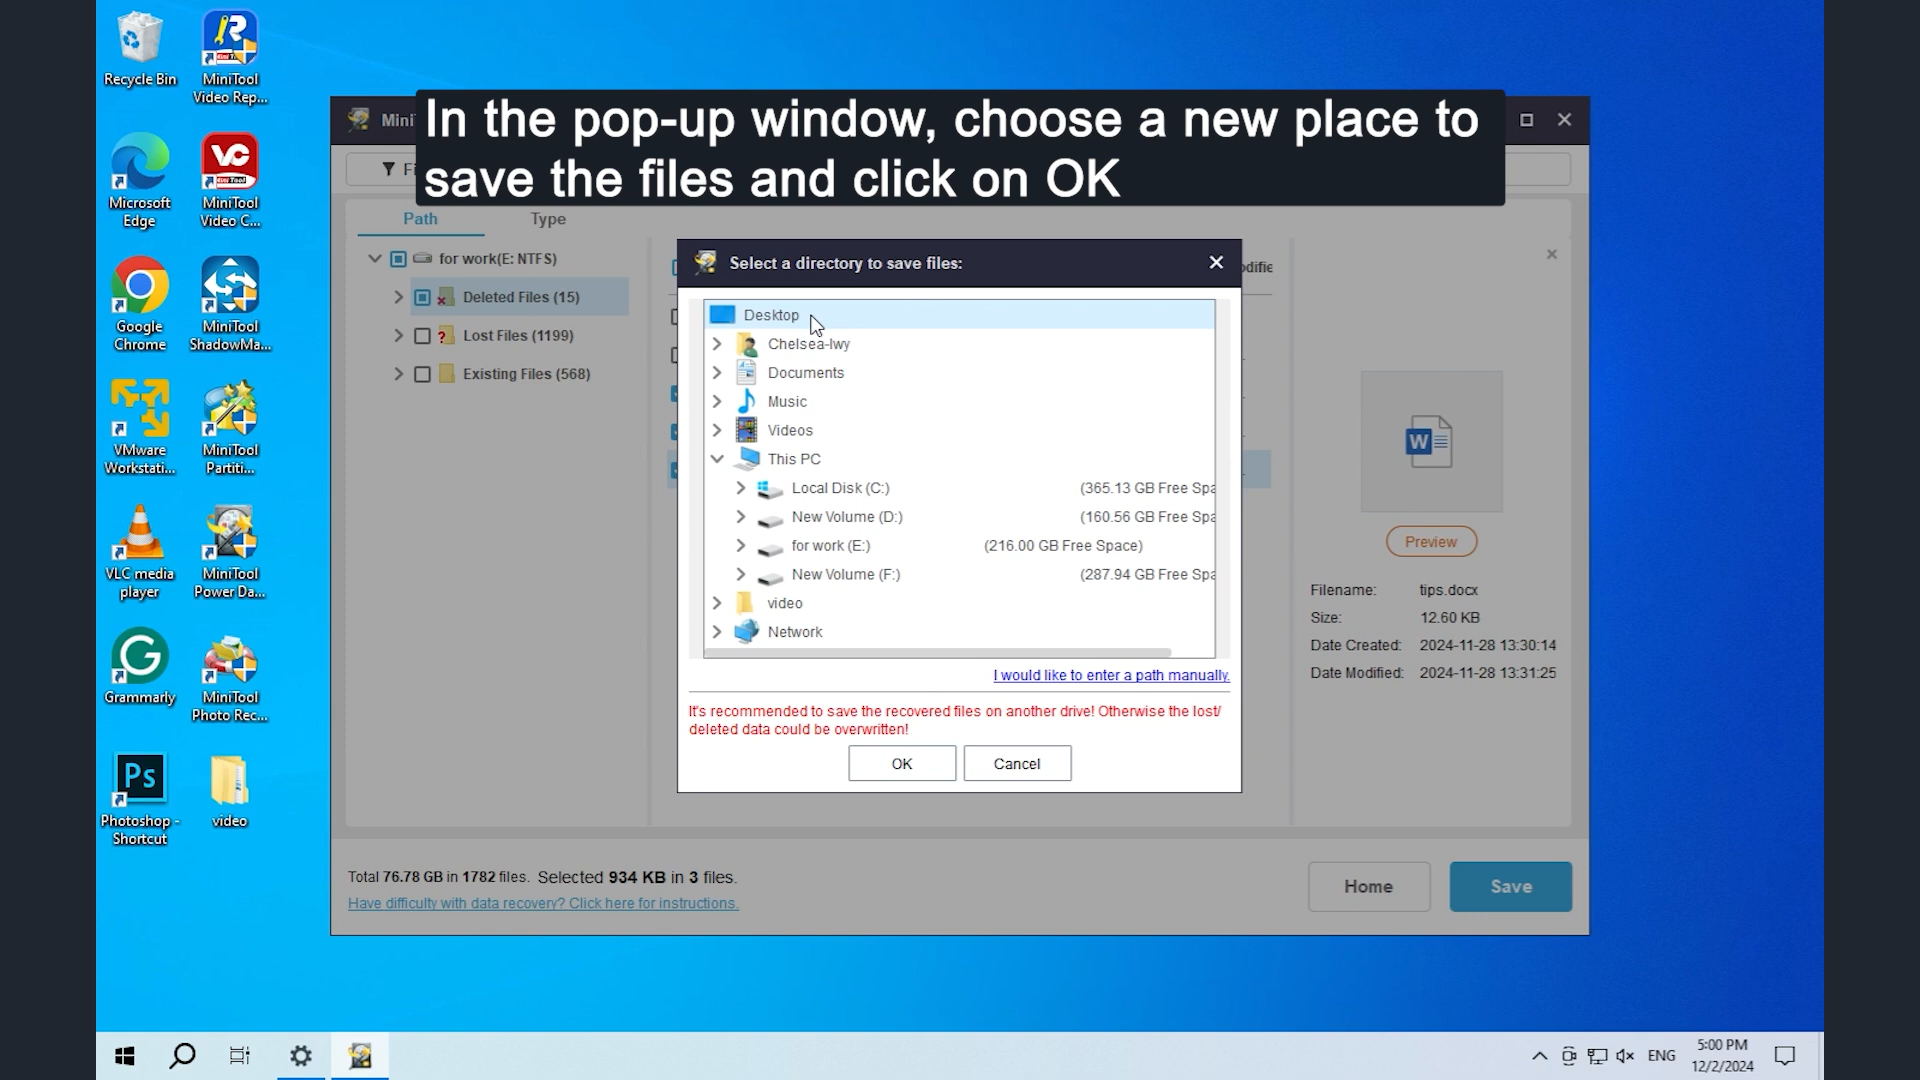 Recycle Bin
MiniTool
Video Rep...
Microsoft
Edge
MiniTool
Video C...
Google
Chrome
MiniTool
ShadowMa...
VMware
Workstati...
MiniTool
Partiti...
VLC media
player
MiniTool
Power Da...
Grammarly
MiniTool
Photo Rec...
Ps
Photoshop -
Shortcut
video
In the pop-up window, choose a new place to
save the files and click on OK
Path
Type
for work(E: NTFS)
Deleted Files (15)
Lost Files (1199)
Existing Files (568)
Select a directory to save files:
Desktop
Chelsea-lwy
Documents
Music
Videos
This PC
Local Disk (C:) (365.13 GB Free Spa
New Volume (D:) (160.56 GB Free Spa
for work (E:) (216.00 GB Free Space)
New Volume (F:) (287.94 GB Free Spa
video
Network
I would like to enter a path manually.
It's recommended to save the recovered files on another drive! Otherwise the lost/
deleted data could be overwritten!
OK
Cancel
Preview
Filename: tips.docx
Size: 12.60 KB
Date Created: 2024-11-28 13:30:14
Date Modified: 2024-11-28 13:31:25
Total 76.78 GB in 1782 files. Selected 934 KB in 3 files.
Have difficulty with data recovery? Click here for instructions.
Home
Save
ENG
5:00 PM
12/2/2024